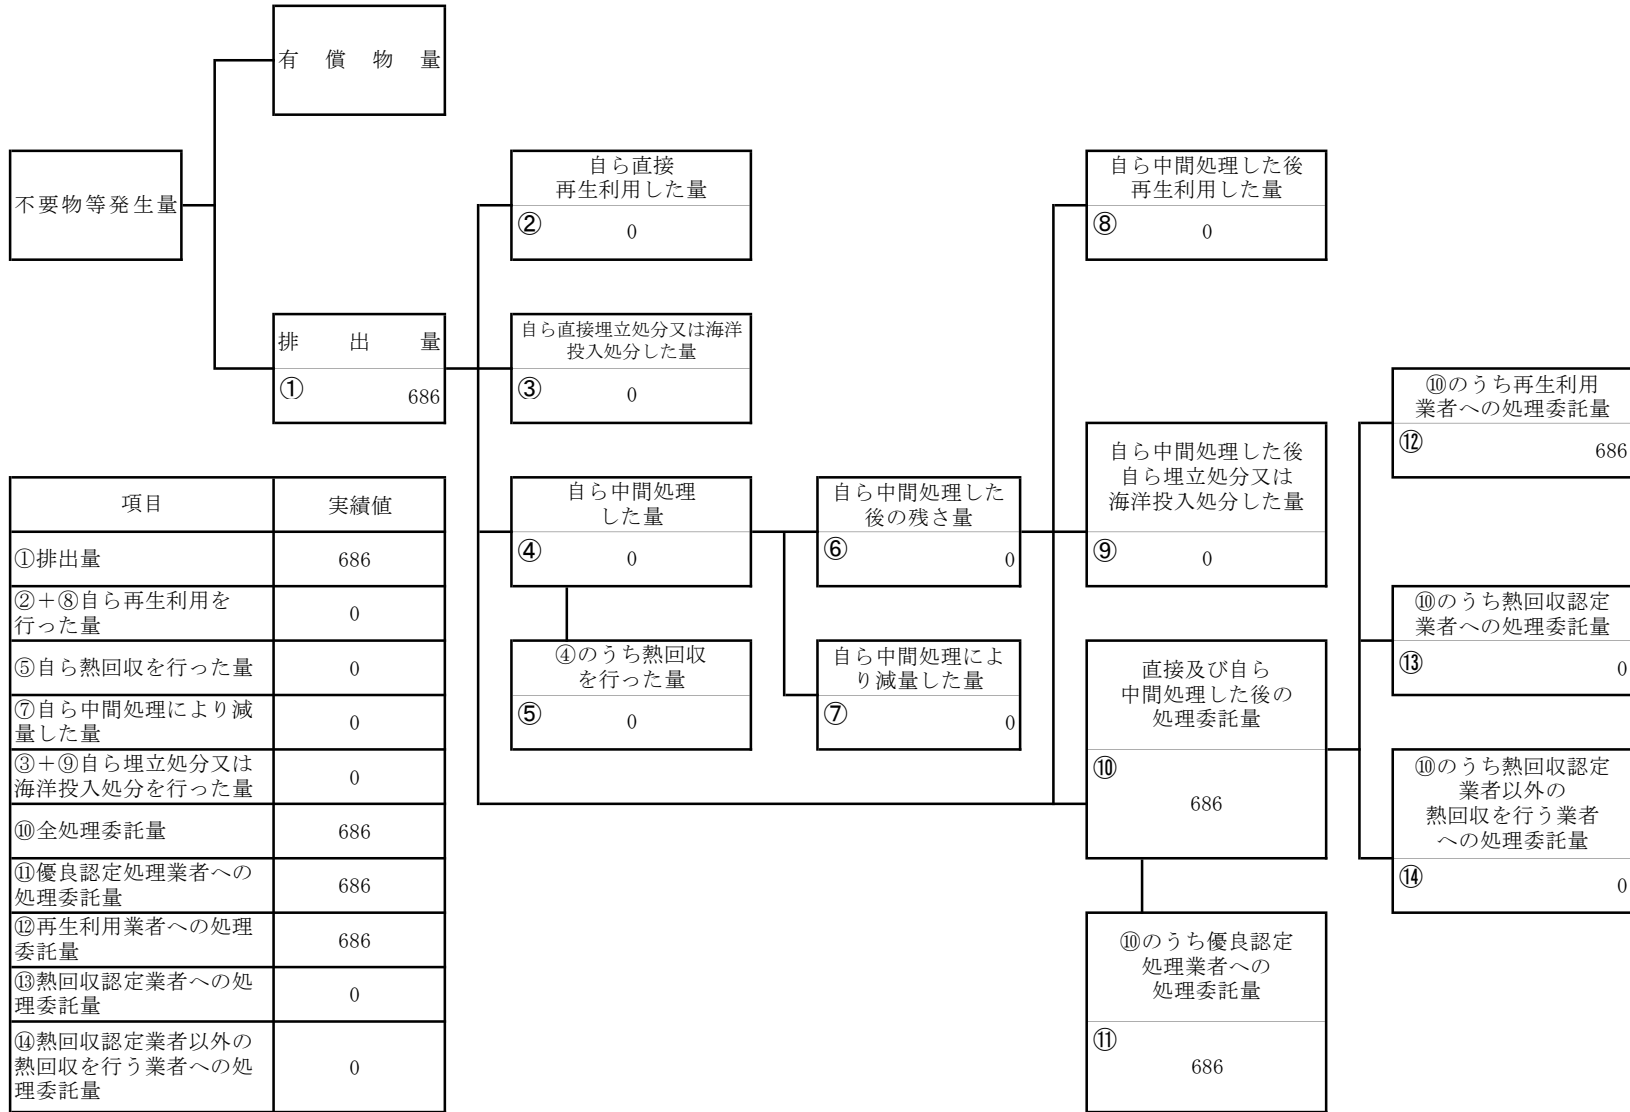 有償物量
不要物等発生量
排出量
①
686
自ら直接
再生利用した量
②
0
自ら直接埋立処分又は海洋
投入処分した量
③
0
自ら中間処理
した量
④
0
④のうち熱回収
を行った量
⑤
0
自ら中間処理した
後の残さ量
⑥
0
自ら中間処理によ
り減量した量
⑦
0
自ら中間処理した後
再生利用した量
⑧
0
自ら中間処理した後
自ら埋立処分又は
海洋投入処分した量
⑨
0
直接及び自ら
中間処理した後の
処理委託量
⑩
686
⑩のうち優良認定
処理業者への
処理委託量
⑪
686
⑩のうち再生利用
業者への処理委託量
⑫
686
⑩のうち熱回収認定
業者への処理委託量
⑬
0
⑩のうち熱回収認定
業者以外の
熱回収を行う業者
への処理委託量
⑭
0
項目 実績値
①排出量 686
②＋⑧自ら再生利用を
行った量
0
⑤自ら熱回収を行った量 0
⑦自ら中間処理により減
量した量
0
③＋⑨自ら埋立処分又は
海洋投入処分を行った量
0
⑩全処理委託量 686
⑪優良認定処理業者への
処理委託量
686
⑫再生利用業者への処理
委託量
686
⑬熱回収認定業者への処
理委託量
0
⑭熱回収認定業者以外の
熱回収を行う業者への処
理委託量
0